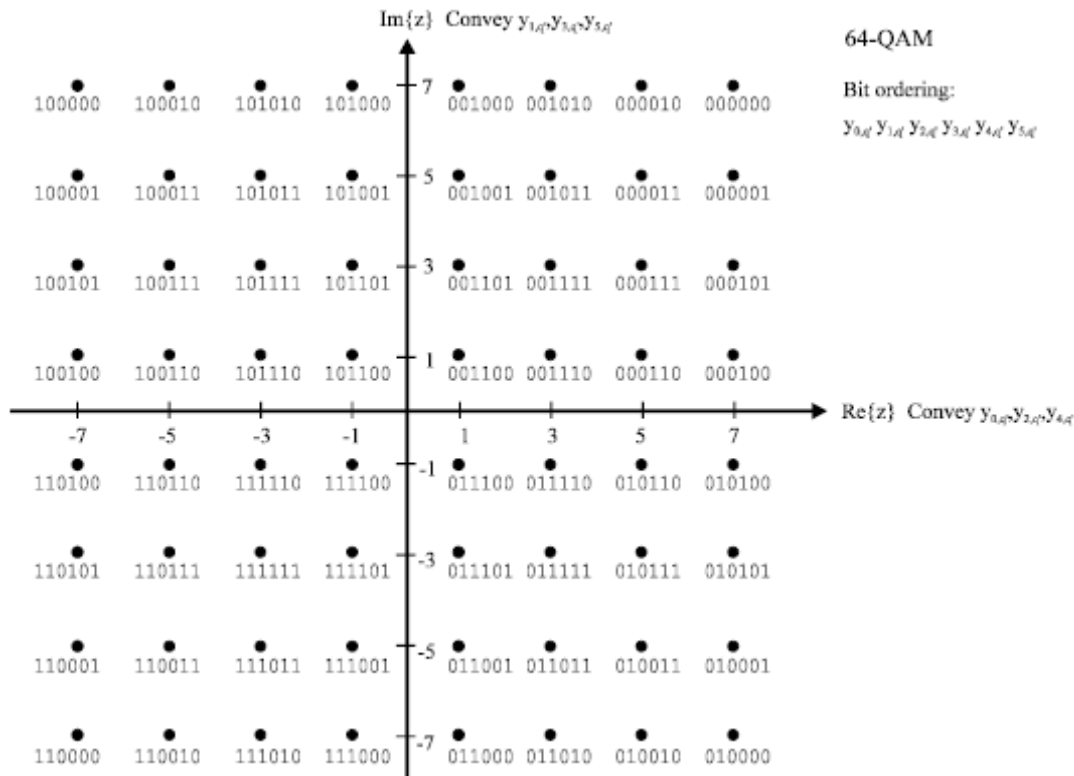 Im{z} Convey y1,q',y3,q',y5,q'
64-QAM
Bit ordering:
y0,q' y1,q' y2,q' y3,q' y4,q' y5,q'
7
100000 100010 101010 101000 001000 001010 000010 000000
5
100001 100011 101011 101001 001001 001011 000011 000001
3
100101 100111 101111 101101 001101 001111 000111 000101
1
100100 100110 101110 101100 001100 001110 000110 000100
Re{z} Convey y0,q',y2,q',y4,q'
-7 -5 -3 -1 1 3 5 7
-1
110100 110110 111110 111100 011100 011110 010110 010100
-3
110101 110111 111111 111101 011101 011111 010111 010101
-5
110001 110011 111011 111001 011001 011011 010011 010001
-7
110000 110010 111010 111000 011000 011010 010010 010000